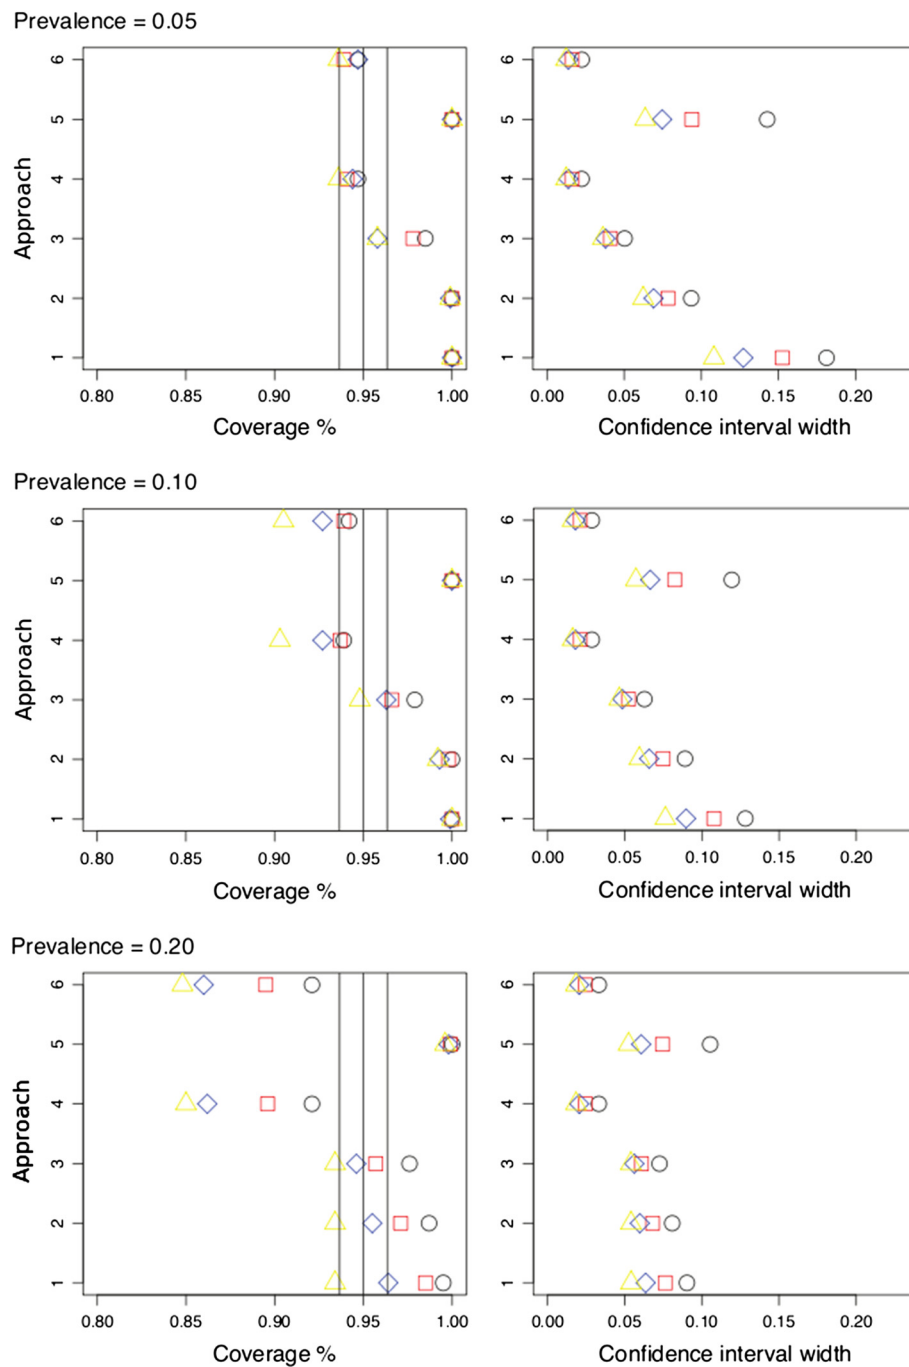 Prevalence = 0.05
Approach
6
5
4
3
2
1
0.80 0.85 0.90 0.95 1.00
Coverage %
6
5
4
3
2
1
0.00 0.05 0.10 0.15 0.20
Confidence interval width
Prevalence = 0.10
Approach
6
5
4
3
2
1
0.80 0.85 0.90 0.95 1.00
Coverage %
6
5
4
3
2
1
0.00 0.05 0.10 0.15 0.20
Confidence interval width
Prevalence = 0.20
Approach
6
5
4
3
2
1
0.80 0.85 0.90 0.95 1.00
Coverage %
6
5
4
3
2
1
0.00 0.05 0.10 0.15 0.20
Confidence interval width